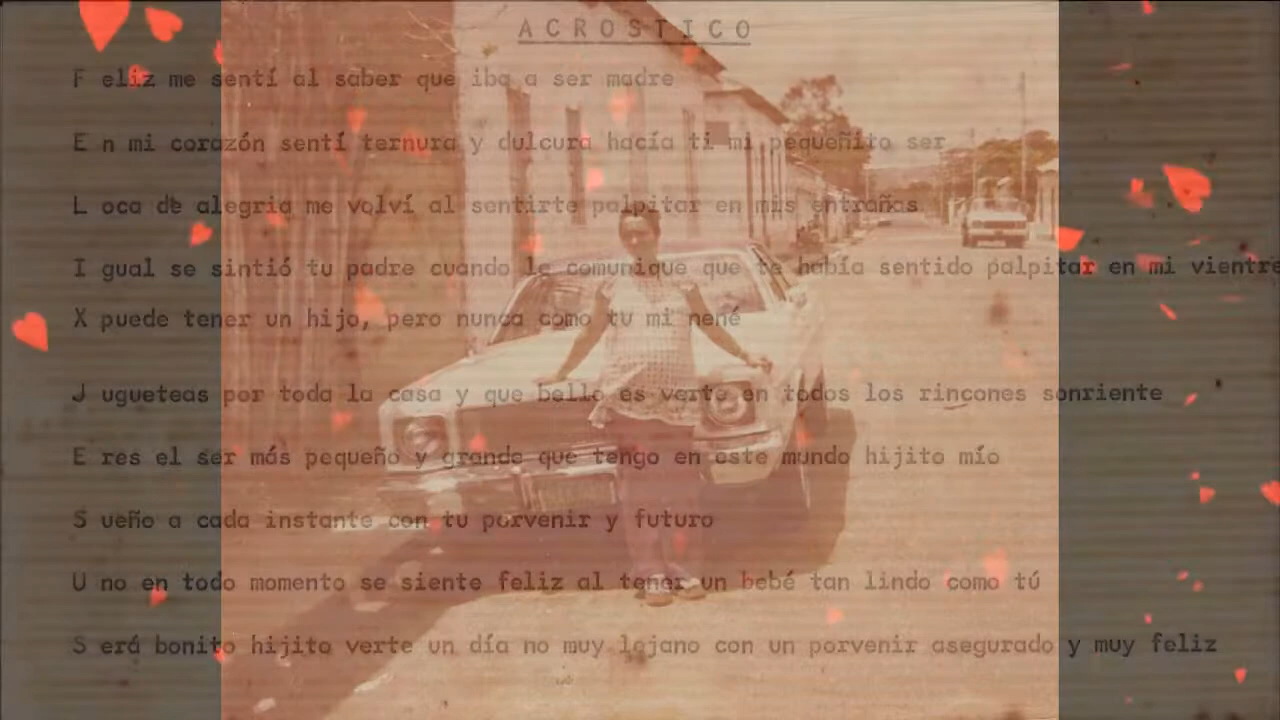 ACROSTICO
F eliz me sentí al saber que iba a ser madre
E n mi corazón sentí ternura y dulcura hacía ti mi pequeñito ser
L oca de alegria me volví al sentirte palpitar en mis entrañas
I gual se sintió tu padre cuando le comunique que te había sentido palpitar en mi vientre
X puede tener un hijo, pero nunca como tu mi nené
J ugueteas por toda la casa y que bello es verte en todos los rincones sonriente
E res el ser más pequeño y grande que tengo en este mundo hijito mío
S ueño a cada instante con tu porvenir y futuro
U no en todo momento se siente feliz al tener un bebé tan lindo como tú
S erá bonito hijito verte un día no muy lejano con un porvenir asegurado y muy feliz